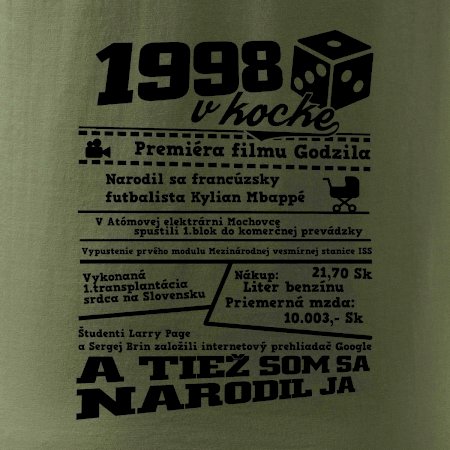 1998
v kocke
Premiéra filmu Godzila
Narodil sa francúzsky
futbalista Kylian Mbappé
V Atómovej elektrárni Mochovce
spustili 1.blok do komerčnej prevádzky
Vypustenie prvého modulu Mezinárodnej vesmírnej stanice ISS
Vykonaná
1.transplantácia
srdca na Slovensku
Nákup: 21,70 Sk
Liter benzínu
Priemerná mzda:
10.003,- Sk
Študenti Larry Page
a Sergej Brin založili internetový prehliadač Google
A TIEŽ SOM SA
NARODIL JA